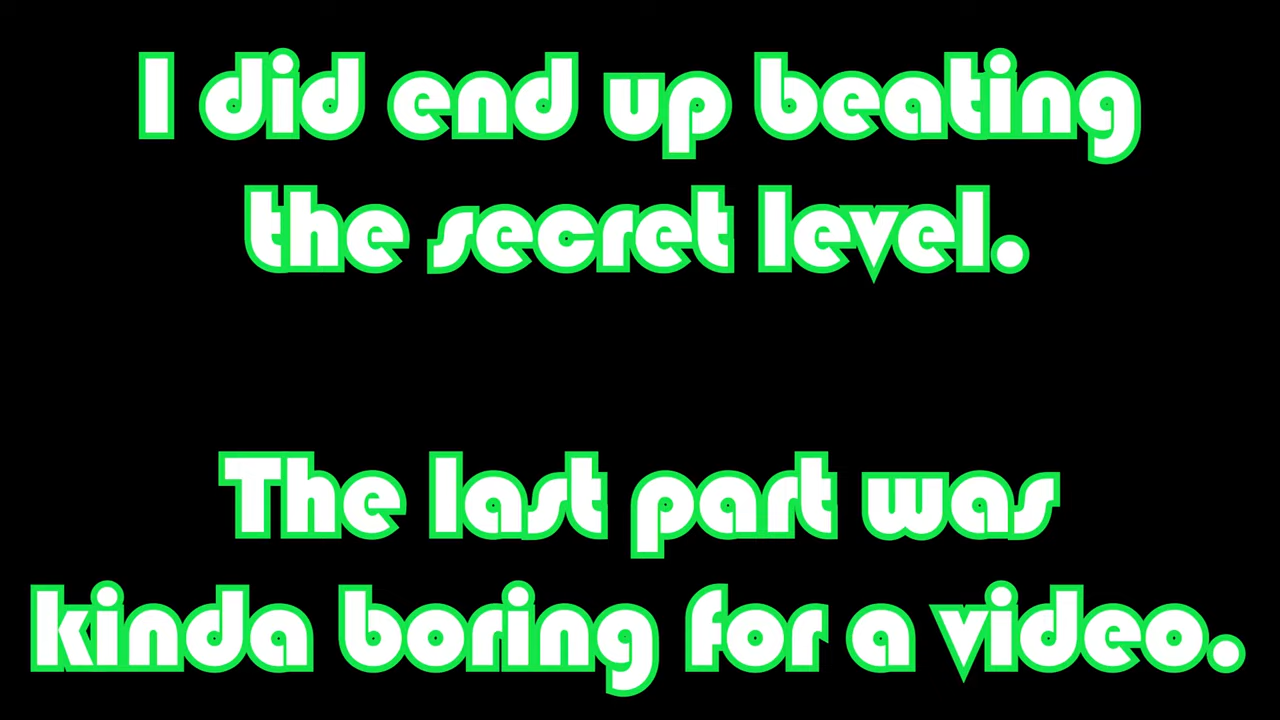 I did end up beating
the secret level.
The last part was
kinda boring for a video.